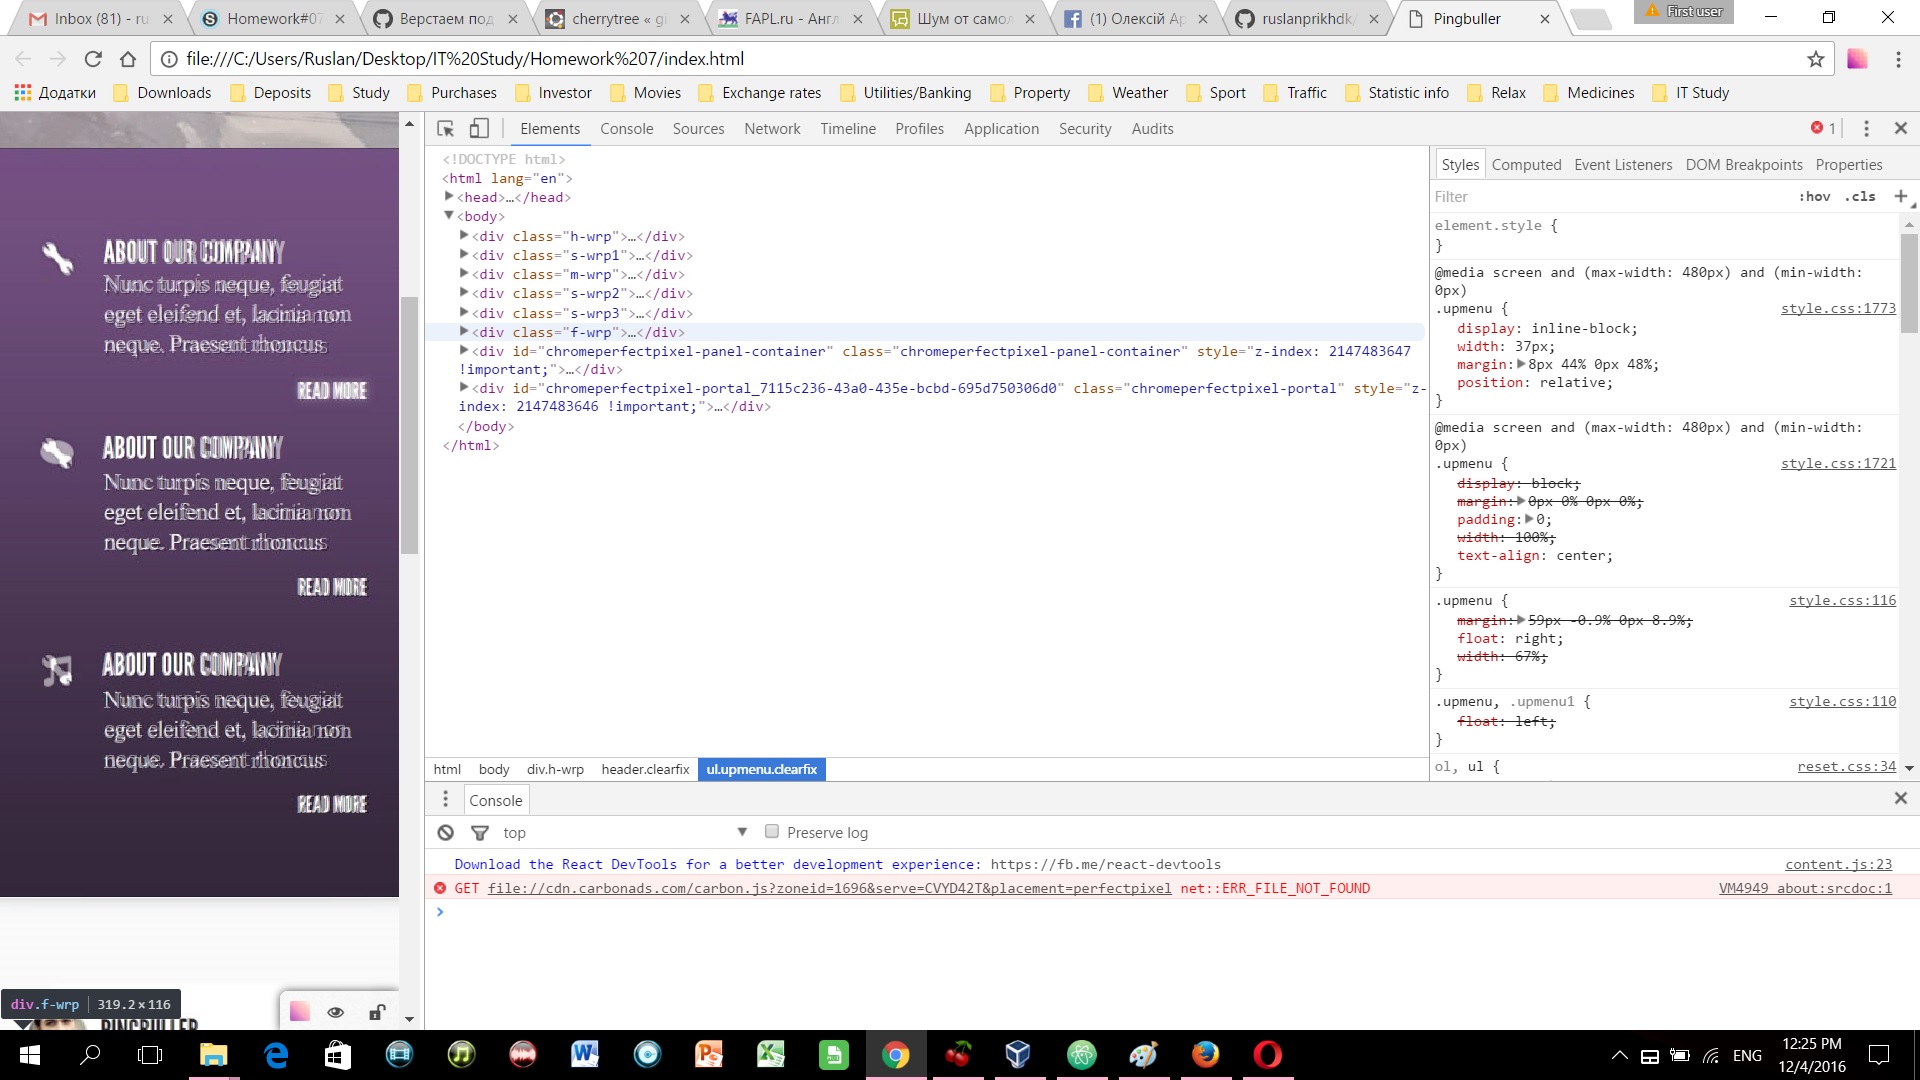 Inbox (81) - rus
Homework#07
Верстаем под
cherrytree « gi
FAPL.ru - Англ
Шум от самол
(1) Олексій Ар
ruslanprikhdk/
Pingbuller
First user
file:///C:/Users/Ruslan/Desktop/IT%20Study/Homework%207/index.html
Додатки
Downloads
Deposits
Study
Purchases
Investor
Movies
Exchange rates
Utilities/Banking
Property
Weather
Sport
Traffic
Statistic info
Relax
Medicines
IT Study
ABOUT OUR COMPANY
Nunc turpis neque, feugiat
eget eleifend et, lacinia non
neque. Praesent rhoncus
READ MORE
ABOUT OUR COMPANY
Nunc turpis neque, feugiat
eget eleifend et, lacinia non
neque. Praesent rhoncus
READ MORE
ABOUT OUR COMPANY
Nunc turpis neque, feugiat
eget eleifend et, lacinia non
neque. Praesent rhoncus
READ MORE
div.f-wrp | 319.2 × 116
PINGBULLER
Elements Console Sources Network Timeline Profiles Application Security Audits
1
<!DOCTYPE html>
<html lang="en">
<head>…</head>
<body>
<div class="h-wrp">…</div>
<div class="s-wrp1">…</div>
<div class="m-wrp">…</div>
<div class="s-wrp2">…</div>
<div class="s-wrp3">…</div>
<div class="f-wrp">…</div>
<div id="chromeperfectpixel-panel-container" class="chromeperfectpixel-panel-container" style="z-index: 2147483647
!important;">…</div>
<div id="chromeperfectpixel-portal_7115c236-43a0-435e-bcbd-695d750306d0" class="chromeperfectpixel-portal" style="z-
index: 2147483646 !important;">…</div>
</body>
</html>
html body div.h-wrp header.clearfix ul.upmenu.clearfix
Styles Computed Event Listeners DOM Breakpoints Properties
Filter :hov .cls +
element.style {
}
@media screen and (max-width: 480px) and (min-width:
0px)
.upmenu { style.css:1773
display: inline-block;
width: 37px;
margin: 8px 44% 0px 48%;
position: relative;
}
@media screen and (max-width: 480px) and (min-width:
0px)
.upmenu { style.css:1721
display: block;
margin: 0px 0% 0px 0%;
padding: 0;
width: 100%;
text-align: center;
}
.upmenu { style.css:116
margin: 59px -0.9% 0px 8.9%;
float: right;
width: 67%;
}
.upmenu, .upmenu1 { style.css:110
float: left;
}
ol, ul { reset.css:34
Console
top
Preserve log
Download the React DevTools for a better development experience: https://fb.me/react-devtools content.js:23
GET file://cdn.carbonads.com/carbon.js?zoneid=1696&serve=CVYD42T&placement=perfectpixel net::ERR_FILE_NOT_FOUND VM4949 about:srcdoc:1
ENG
12:25 PM
12/4/2016